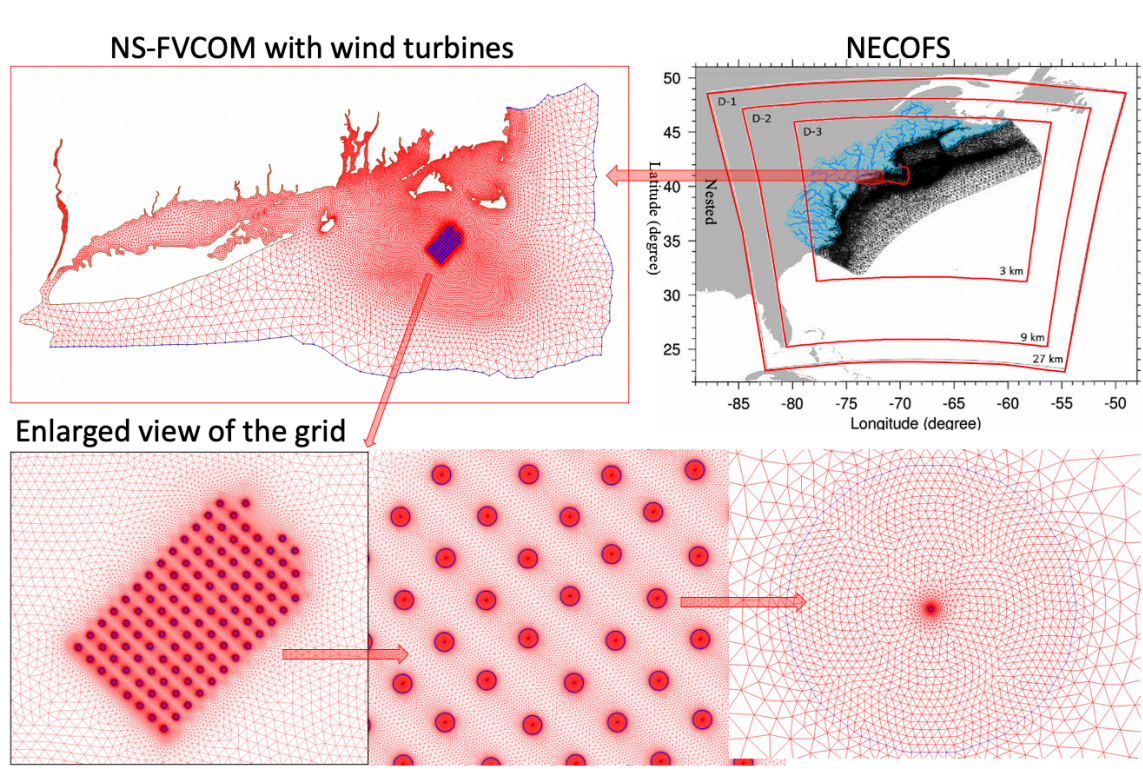 NS-FVCOM with wind turbines
NECOFS
50
45
40
35
30
25
Latitude (degree)
Nested
D-1
D-2
D-3
3 km
9 km
27 km
-85 -80 -75 -70 -65 -60 -55 -50
Longitude (degree)
Enlarged view of the grid